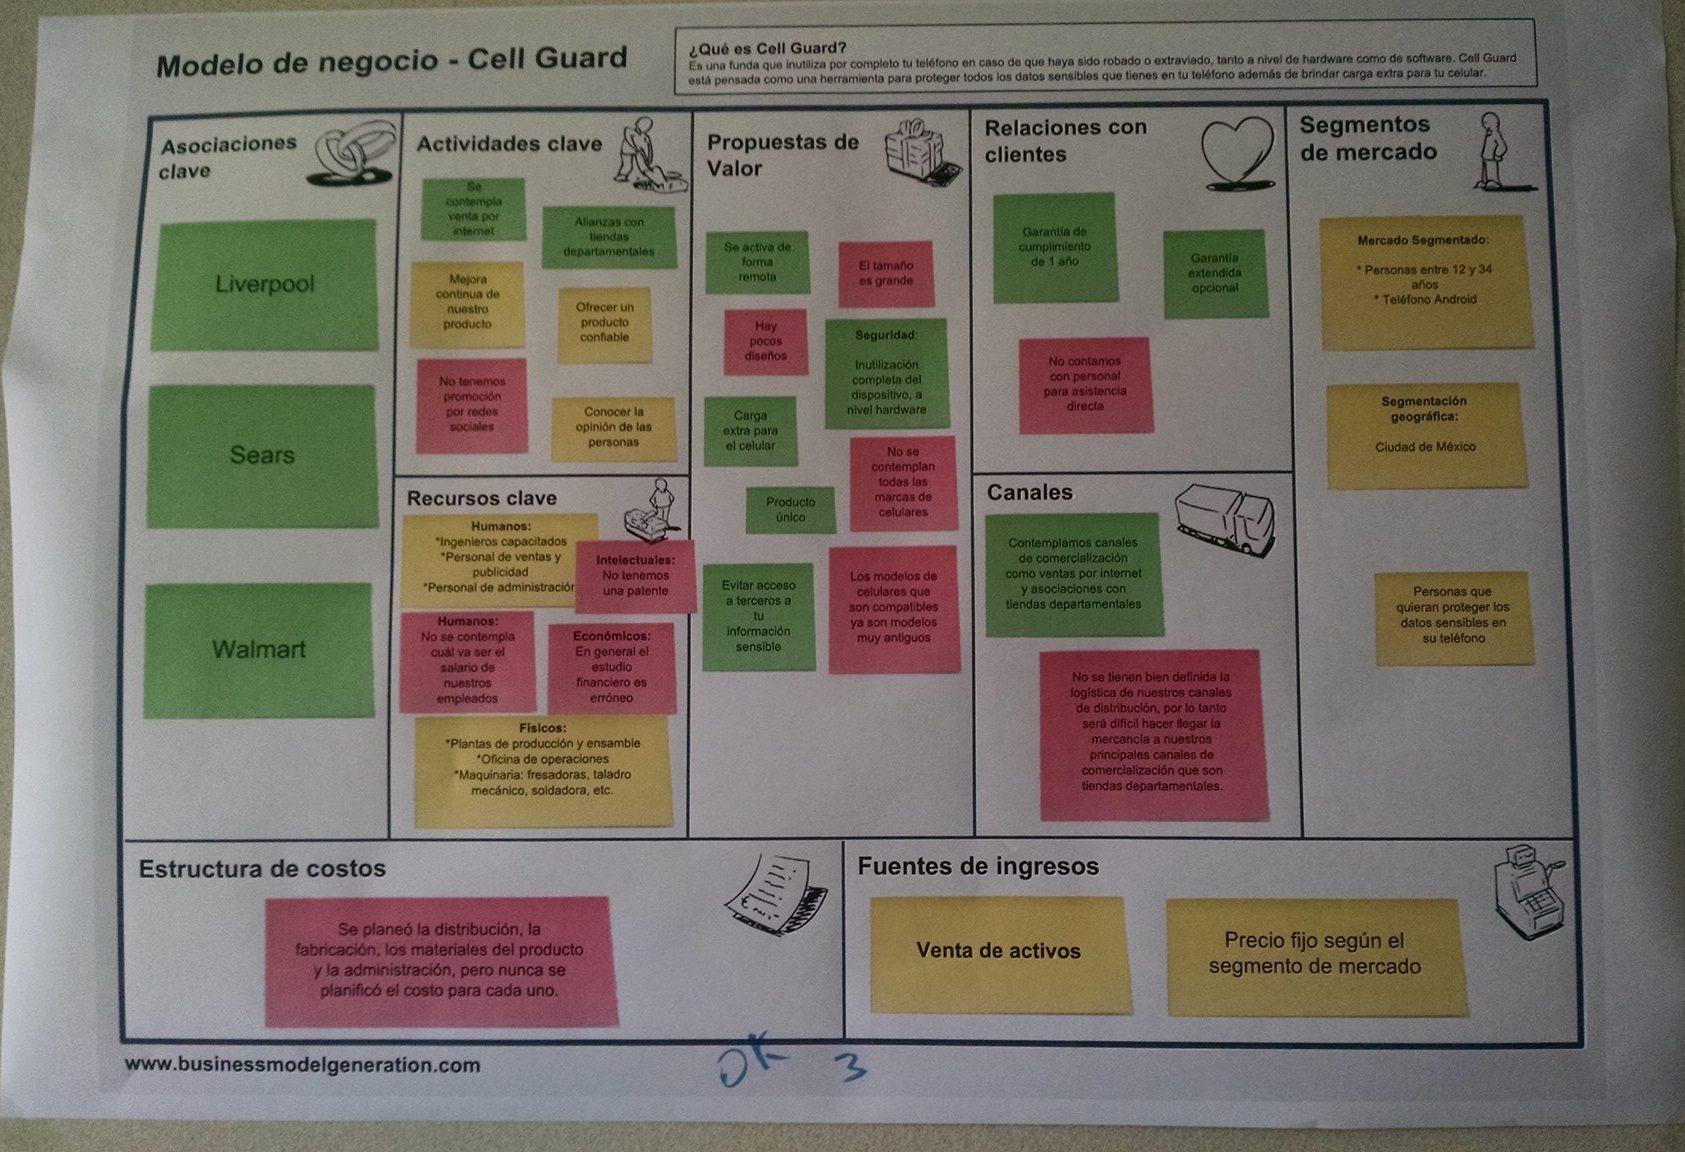 Modelo de negocio - Cell Guard
¿Qué es Cell Guard?
Es una funda que inutiliza por completo tu teléfono en caso de que haya sido robado o extraviado, tanto a nivel de hardware como de software. Cell Guard
está pensada como una herramienta para proteger todos los datos sensibles que tienes en tu teléfono además de brindar carga extra para tu celular.
Asociaciones
clave
Liverpool
Sears
Walmart
Actividades clave
Se
contempla
venta por
internet
Alianzas con
tiendas
departamentales
Mejora
continua de
nuestro
producto
Ofrecer un
producto
confiable
No tenemos
promoción
por redes
sociales
Conocer la
opinión de las
personas
Recursos clave
Humanos:
*Ingenieros capacitados
*Personal de ventas y
publicidad
*Personal de administración
Intelectuales:
No tenemos
una patente
Humanos:
No se contempla
cuál va ser el
salario de
nuestros
empleados
Económicos:
En general el
estudio
financiero es
erróneo
Físicos:
*Plantas de producción y ensamble
*Oficina de operaciones
*Maquinaria: fresadoras, taladro
mecánico, soldadora, etc.
Propuestas de
Valor
Se activa de
forma
remota
El tamaño
es grande
Hay
pocos
diseños
Seguridad:
Inutilización
completa del
dispositivo, a
nivel hardware
Carga
extra para
el celular
No se
contemplan
todas las
marcas de
celulares
Producto
único
Evitar acceso
a terceros a
tu
información
sensible
Los modelos de
celulares que
son compatibles
ya son modelos
muy antiguos
Relaciones con
clientes
Garantía de
cumplimiento
de 1 año
Garantía
extendida
opcional
No contamos
con personal
para asistencia
directa
Canales
Contemplamos canales
de comercialización
como ventas por internet
y asociaciones con
tiendas departamentales
No se tienen bien definida la
logística de nuestros canales
de distribución, por lo tanto
será difícil hacer llegar la
mercancía a nuestros
principales canales de
comercialización que son
tiendas departamentales.
Segmentos
de mercado
Mercado Segmentado:
* Personas entre 12 y 34
años
* Teléfono Android
Segmentación
geográfica:
Ciudad de México
Personas que
quieran proteger los
datos sensibles en
su teléfono
Estructura de costos
Se planeó la distribución, la
fabricación, los materiales del producto
y la administración, pero nunca se
planificó el costo para cada uno.
Fuentes de ingresos
Venta de activos
Precio fijo según el
segmento de mercado
www.businessmodelgeneration.com
OK 3